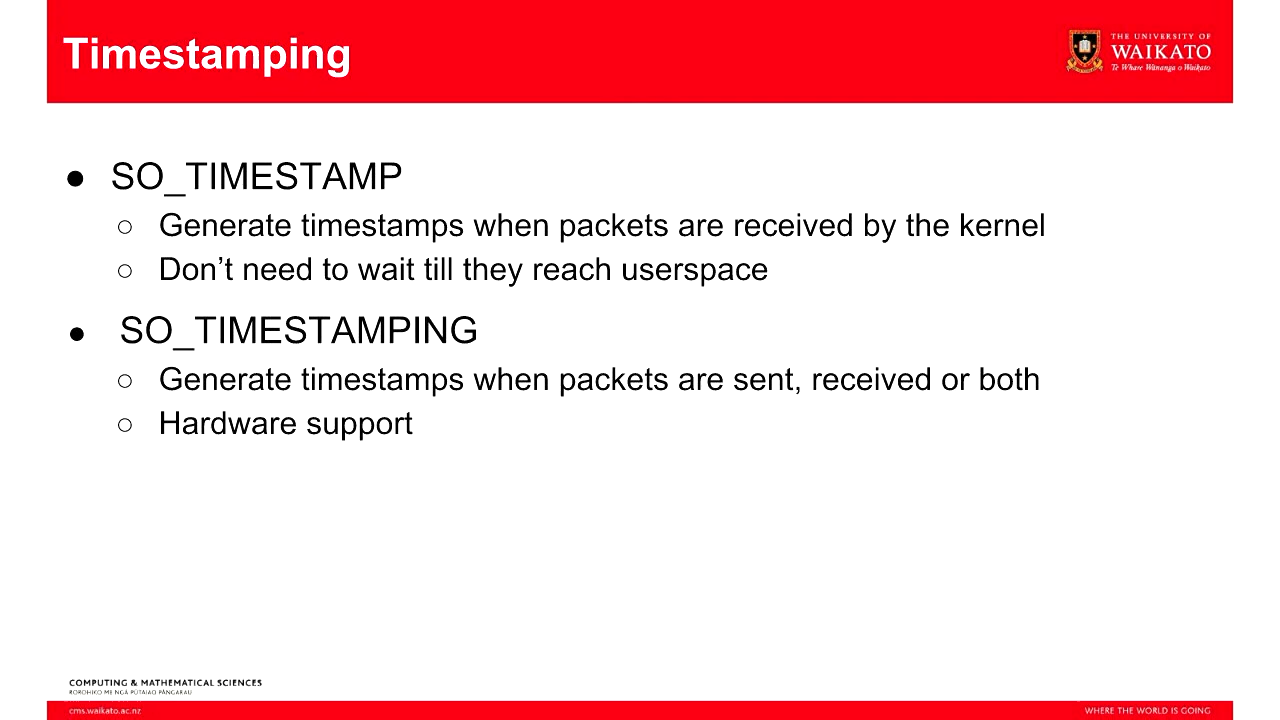 Timestamping
THE UNIVERSITY OF
WAIKATO
Te Whare Wānanga o Waikato
● SO_TIMESTAMP
○ Generate timestamps when packets are received by the kernel
○ Don’t need to wait till they reach userspace
● SO_TIMESTAMPING
○ Generate timestamps when packets are sent, received or both
○ Hardware support
COMPUTING & MATHEMATICAL SCIENCES
ROROHIKO ME NGĀ PŪTAIAO PĀNGARAU
cms.waikato.ac.nz
WHERE THE WORLD IS GOING